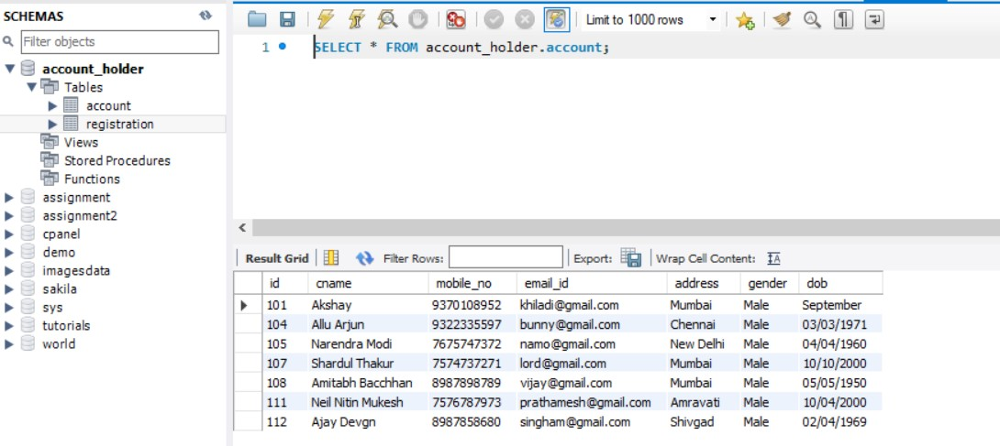 SCHEMAS
Filter objects
account_holder
Tables
account
registration
Views
Stored Procedures
Functions
assignment
assignment2
cpanel
demo
imagesdata
sakila
sys
tutorials
world
Limit to 1000 rows
1 SELECT * FROM account_holder.account;
Result Grid Filter Rows: Export: Wrap Cell Content:
id cname mobile_no email_id address gender dob
101 Akshay 9370108952 khiladi@gmail.com Mumbai Male September
104 Allu Arjun 9322335597 bunny@gmail.com Chennai Male 03/03/1971
105 Narendra Modi 7675747372 namo@gmail.com New Delhi Male 04/04/1960
107 Shardul Thakur 7574737271 lord@gmail.com Mumbai Male 10/10/2000
108 Amitabh Bacchhan 8987898789 vijay@gmail.com Mumbai Male 05/05/1950
111 Neil Nitin Mukesh 7576787973 prathamesh@gmail.com Amravati Male 10/04/2000
112 Ajay Devgn 8987858680 singham@gmail.com Shivgad Male 02/04/1969